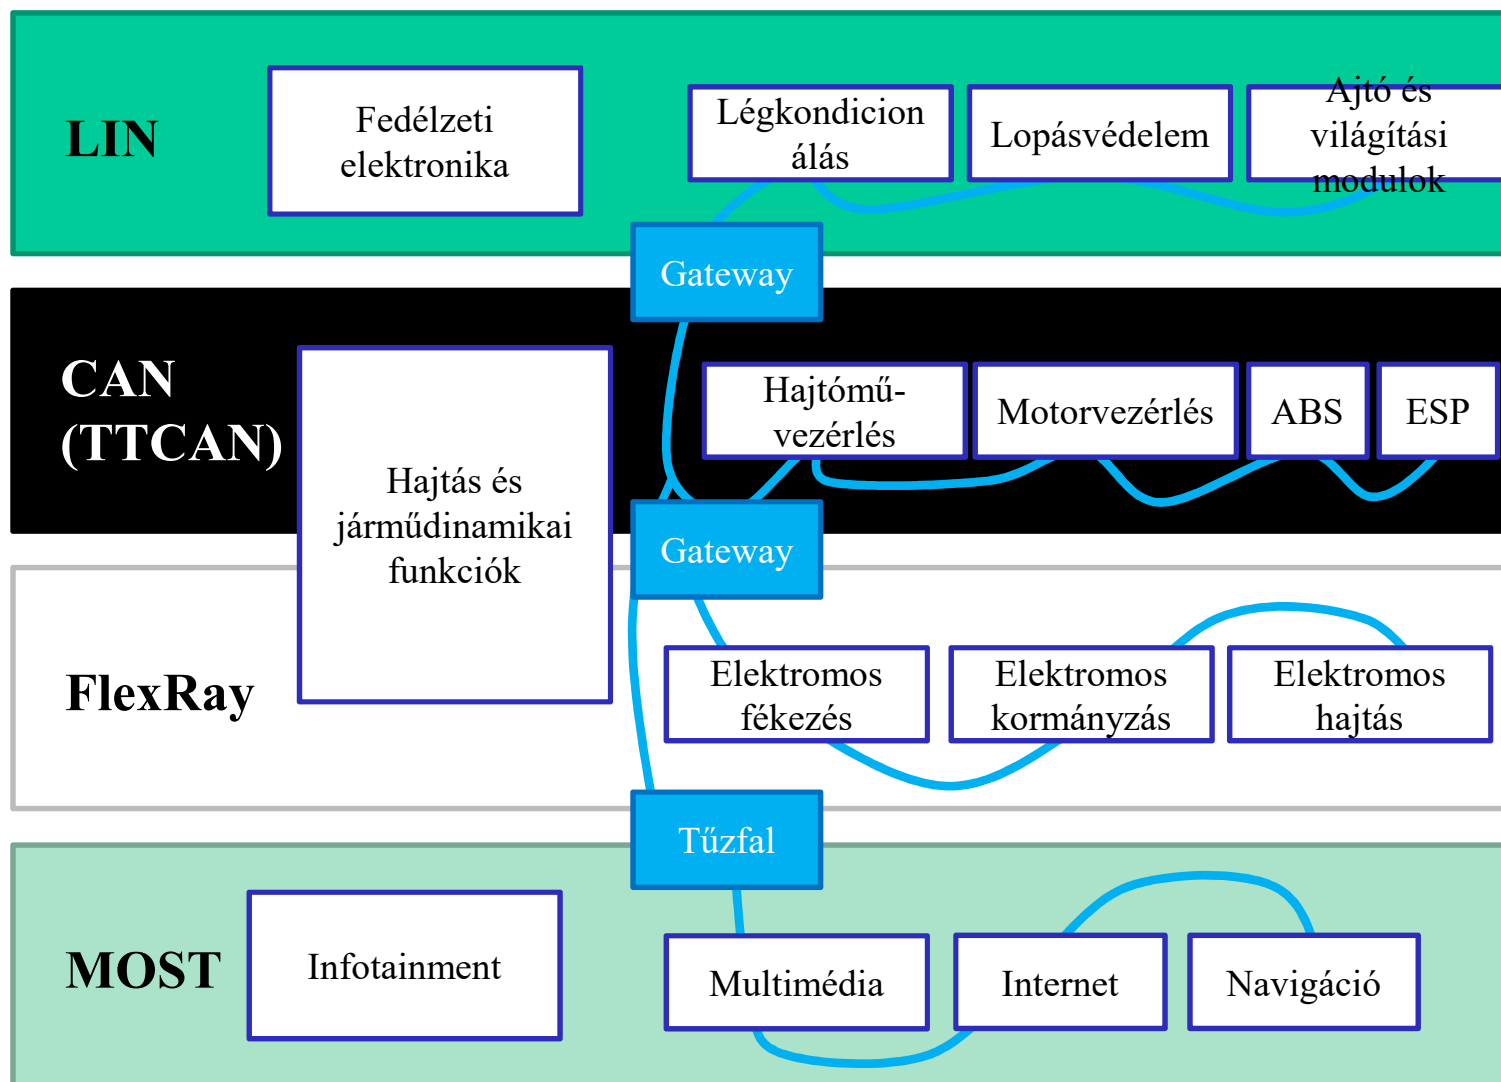 LIN
Fedélzeti
elektronika
Légkondicion
álás
Lopásvédelem
Ajtó és
világítási
modulok
Gateway
CAN
(TTCAN)
Hajtás és
járműdinamikai
funkciók
Hajtómű-
vezérlés
Motorvezérlés
ABS
ESP
Gateway
FlexRay
Elektromos
fékezés
Elektromos
kormányzás
Elektromos
hajtás
Tűzfal
MOST
Infotainment
Multimédia
Internet
Navigáció